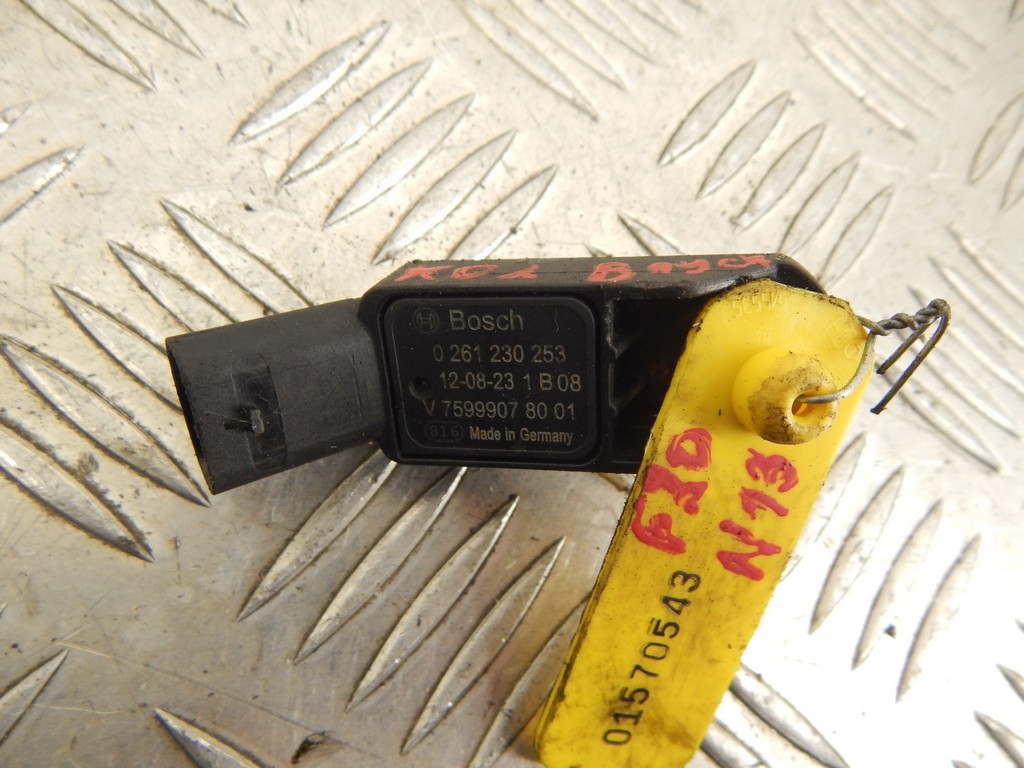 Bosch
0 261 230 253
12-08-23 1 B 08
V 7599907 80 01
816 Made in Germany
F30
N13
01570543